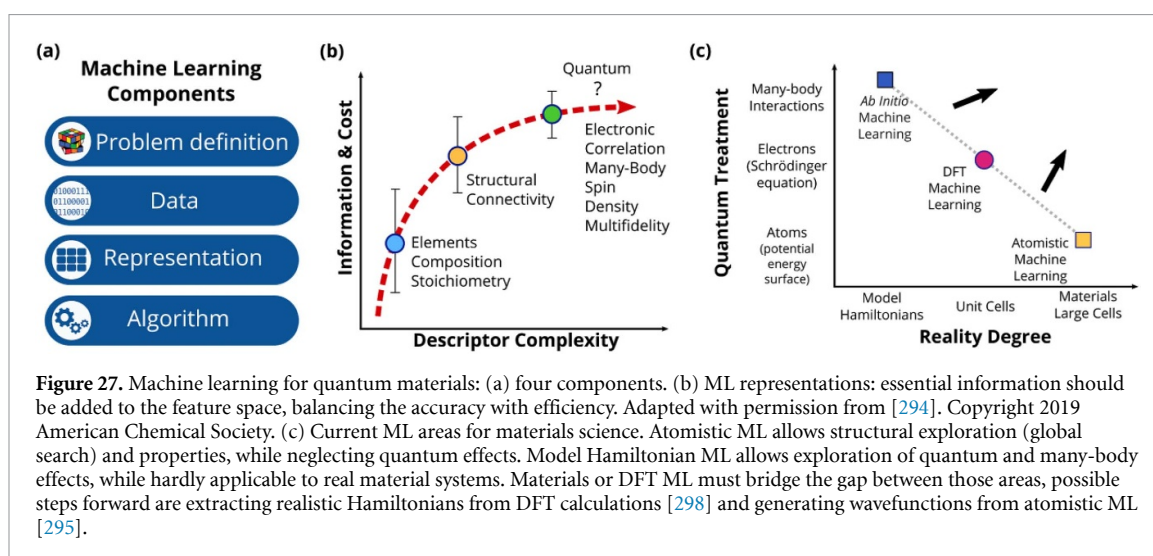 (a)
Machine Learning
Components
Problem definition
01000111
01100001
01100010
Data
Representation
Algorithm
(b)
Information & Cost
Quantum
?
Electronic
Correlation
Many-Body
Spin
Density
Multifidelity
Structural
Connectivity
Elements
Composition
Stoichiometry
Descriptor Complexity
(c)
Quantum Treatment
Many-body
Interactions
Electrons
(Schrödinger
equation)
Atoms
(potential
energy
surface)
Ab Initio
Machine
Learning
DFT
Machine
Learning
Atomistic
Machine
Learning
Model
Hamiltonians
Unit Cells
Materials
Large Cells
Reality Degree
Figure 27. Machine learning for quantum materials: (a) four components. (b) ML representations: essential information should
be added to the feature space, balancing the accuracy with efficiency. Adapted with permission from [294]. Copyright 2019
American Chemical Society. (c) Current ML areas for materials science. Atomistic ML allows structural exploration (global
search) and properties, while neglecting quantum effects. Model Hamiltonian ML allows exploration of quantum and many-body
effects, while hardly applicable to real material systems. Materials or DFT ML must bridge the gap between those areas, possible
steps forward are extracting realistic Hamiltonians from DFT calculations [298] and generating wavefunctions from atomistic ML
[295].